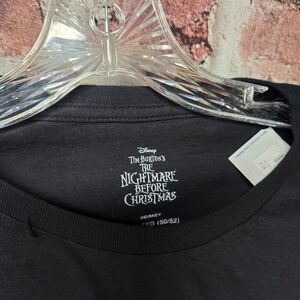 Disney
TIM BURTON'S
THE
NIGHTMARE
BEFORE
CHRISTMAS
©DISNEY
(50/52)